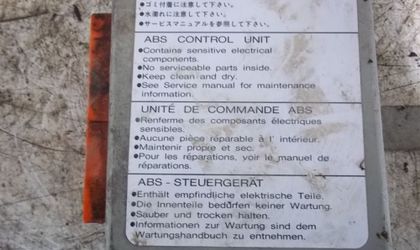 ●ゴミ付着に注意して下さい。
●水濡れに注意して下さい。
●サービスマニュアルを参照して下さい。
ABS CONTROL UNIT
●Contains sensitive electrical
components.
●No serviceable parts inside.
●Keep clean and dry.
●See Service manual for maintenance
information.
UNITÉ DE COMMANDE ABS
●Renferme des composants électriques
sensibles.
●Aucune pièce réparable à l' intérieur.
●Maintenir propre et sec.
●Pour les réparations, voir le manuel de
réparations.
ABS - STEUERGERÄT
●Enthält empfindliche elektrische Teile.
●Die Innenteile bedürfen keiner Wartung.
●Sauber und trocken halten.
●Informationen zur Wartung sind dem
Wartungshandbuch zu entnehmen.